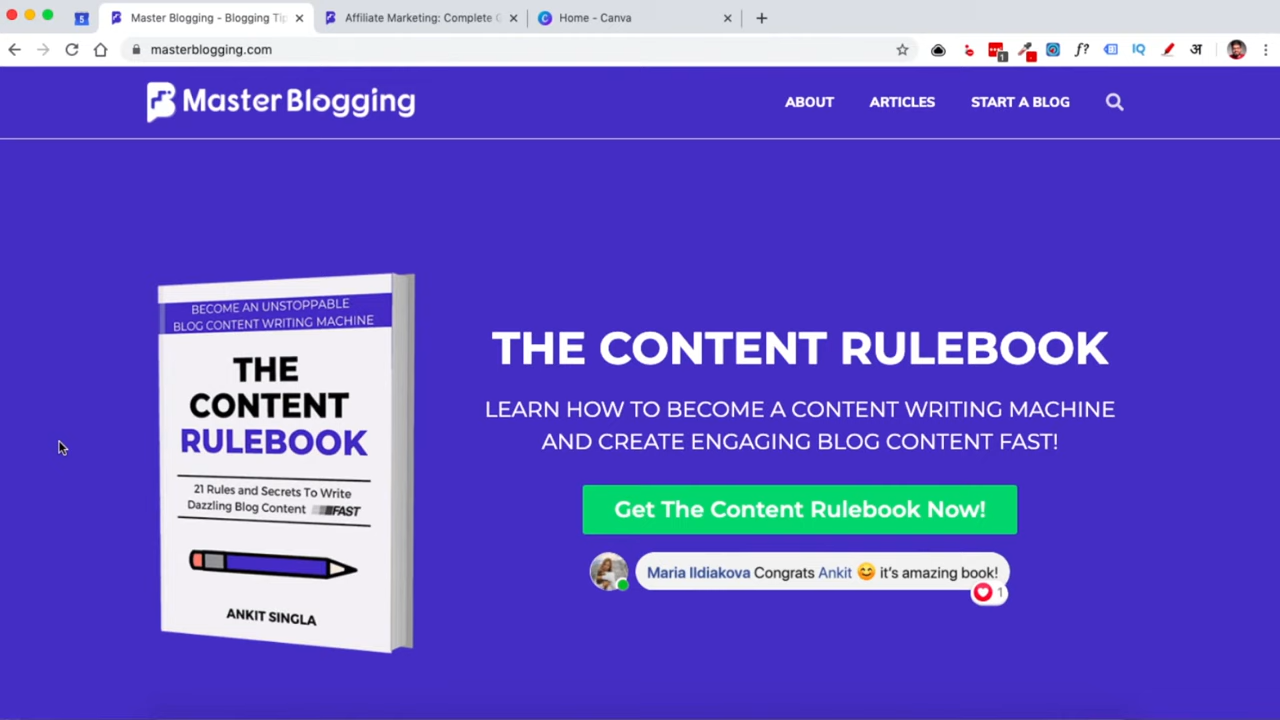 5
Master Blogging - Blogging Tip
Affiliate Marketing: Complete G
Home - Canva
masterblogging.com
1
f?
IQ
अ
Master Blogging
ABOUT
ARTICLES
START A BLOG
BECOME AN UNSTOPPABLE
BLOG CONTENT WRITING MACHINE
THE
CONTENT
RULEBOOK
21 Rules and Secrets To Write
Dazzling Blog Content FAST
ANKIT SINGLA
THE CONTENT RULEBOOK
LEARN HOW TO BECOME A CONTENT WRITING MACHINE
AND CREATE ENGAGING BLOG CONTENT FAST!
Get The Content Rulebook Now!
Maria Ildiakova Congrats Ankit 😊 it's amazing book!
1